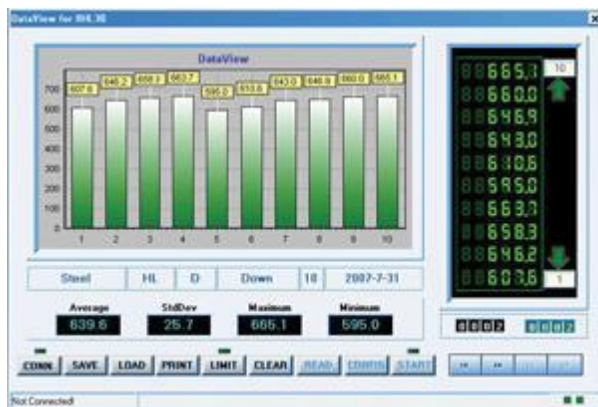 DataView for RHL30
DataView
607.6 646.2 658.3 663.7 595.0 610.6 643.0 646.9 660.0 665.1
700
600
500
400
300
200
100
0
1 2 3 4 5 6 7 8 9 10
Steel HL D Down 10 2007-7-31
Average StdDev Maximum Minimum
639.6 25.7 665.1 595.0
CONN SAVE LOAD PRINT LIMIT CLEAR READ CONFIG START
Not Connected!
665.1 10
660.0
646.9
643.0
610.6
595.0
663.7
658.3
646.2
607.6 1
0002 0002